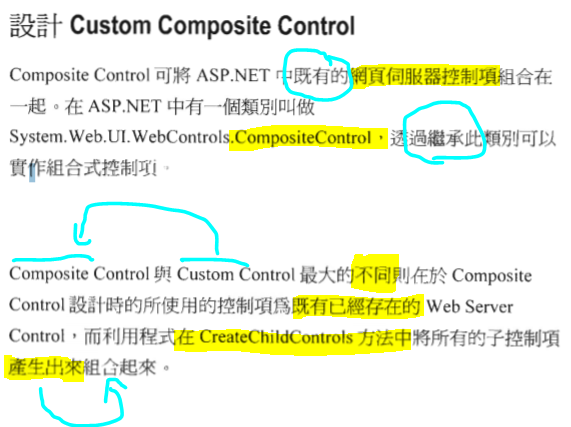 設計 Custom Composite Control
Composite Control 可將 ASP.NET 中既有的網頁伺服器控制項組合在
一起。在 ASP.NET 中有一個類別叫做
System.Web.UI.WebControls.CompositeControl，透過繼承此類別可以
實作組合式控制項。
Composite Control 與 Custom Control 最大的不同則在於 Composite
Control 設計時的所使用的控制項為既有已經存在的 Web Server
Control，而利用程式在 CreateChildControls 方法中將所有的子控制項
產生出來組合起來。